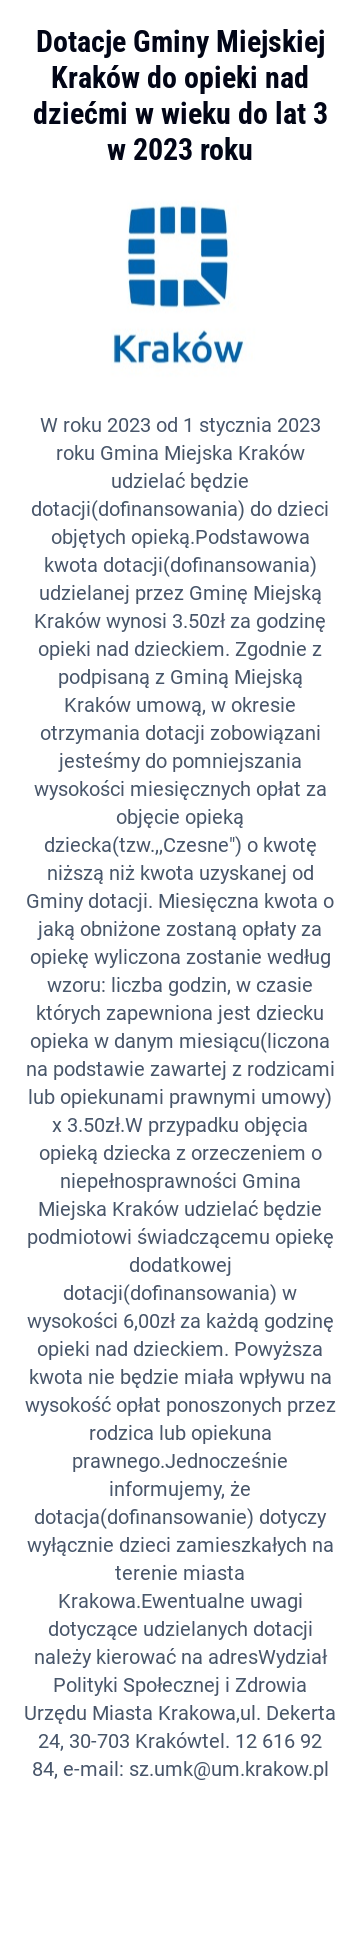 Dotacje Gminy Miejskiej
Kraków do opieki nad
dziećmi w wieku do lat 3
w 2023 roku
Kraków
W roku 2023 od 1 stycznia 2023
roku Gmina Miejska Kraków
udzielać będzie
dotacji(dofinansowania) do dzieci
objętych opieką.Podstawowa
kwota dotacji(dofinansowania)
udzielanej przez Gminę Miejską
Kraków wynosi 3.50zł za godzinę
opieki nad dzieckiem. Zgodnie z
podpisaną z Gminą Miejską
Kraków umową, w okresie
otrzymania dotacji zobowiązani
jesteśmy do pomniejszania
wysokości miesięcznych opłat za
objęcie opieką
dziecka(tzw.,,Czesne") o kwotę
niższą niż kwota uzyskanej od
Gminy dotacji. Miesięczna kwota o
jaką obniżone zostaną opłaty za
opiekę wyliczona zostanie według
wzoru: liczba godzin, w czasie
których zapewniona jest dziecku
opieka w danym miesiącu(liczona
na podstawie zawartej z rodzicami
lub opiekunami prawnymi umowy)
x 3.50zł.W przypadku objęcia
opieką dziecka z orzeczeniem o
niepełnosprawności Gmina
Miejska Kraków udzielać będzie
podmiotowi świadczącemu opiekę
dodatkowej
dotacji(dofinansowania) w
wysokości 6,00zł za każdą godzinę
opieki nad dzieckiem. Powyższa
kwota nie będzie miała wpływu na
wysokość opłat ponoszonych przez
rodzica lub opiekuna
prawnego.Jednocześnie
informujemy, że
dotacja(dofinansowanie) dotyczy
wyłącznie dzieci zamieszkałych na
terenie miasta
Krakowa.Ewentualne uwagi
dotyczące udzielanych dotacji
należy kierować na adresWydział
Polityki Społecznej i Zdrowia
Urzędu Miasta Krakowa,ul. Dekerta
24, 30-703 Krakówtel. 12 616 92
84, e-mail: sz.umk@um.krakow.pl